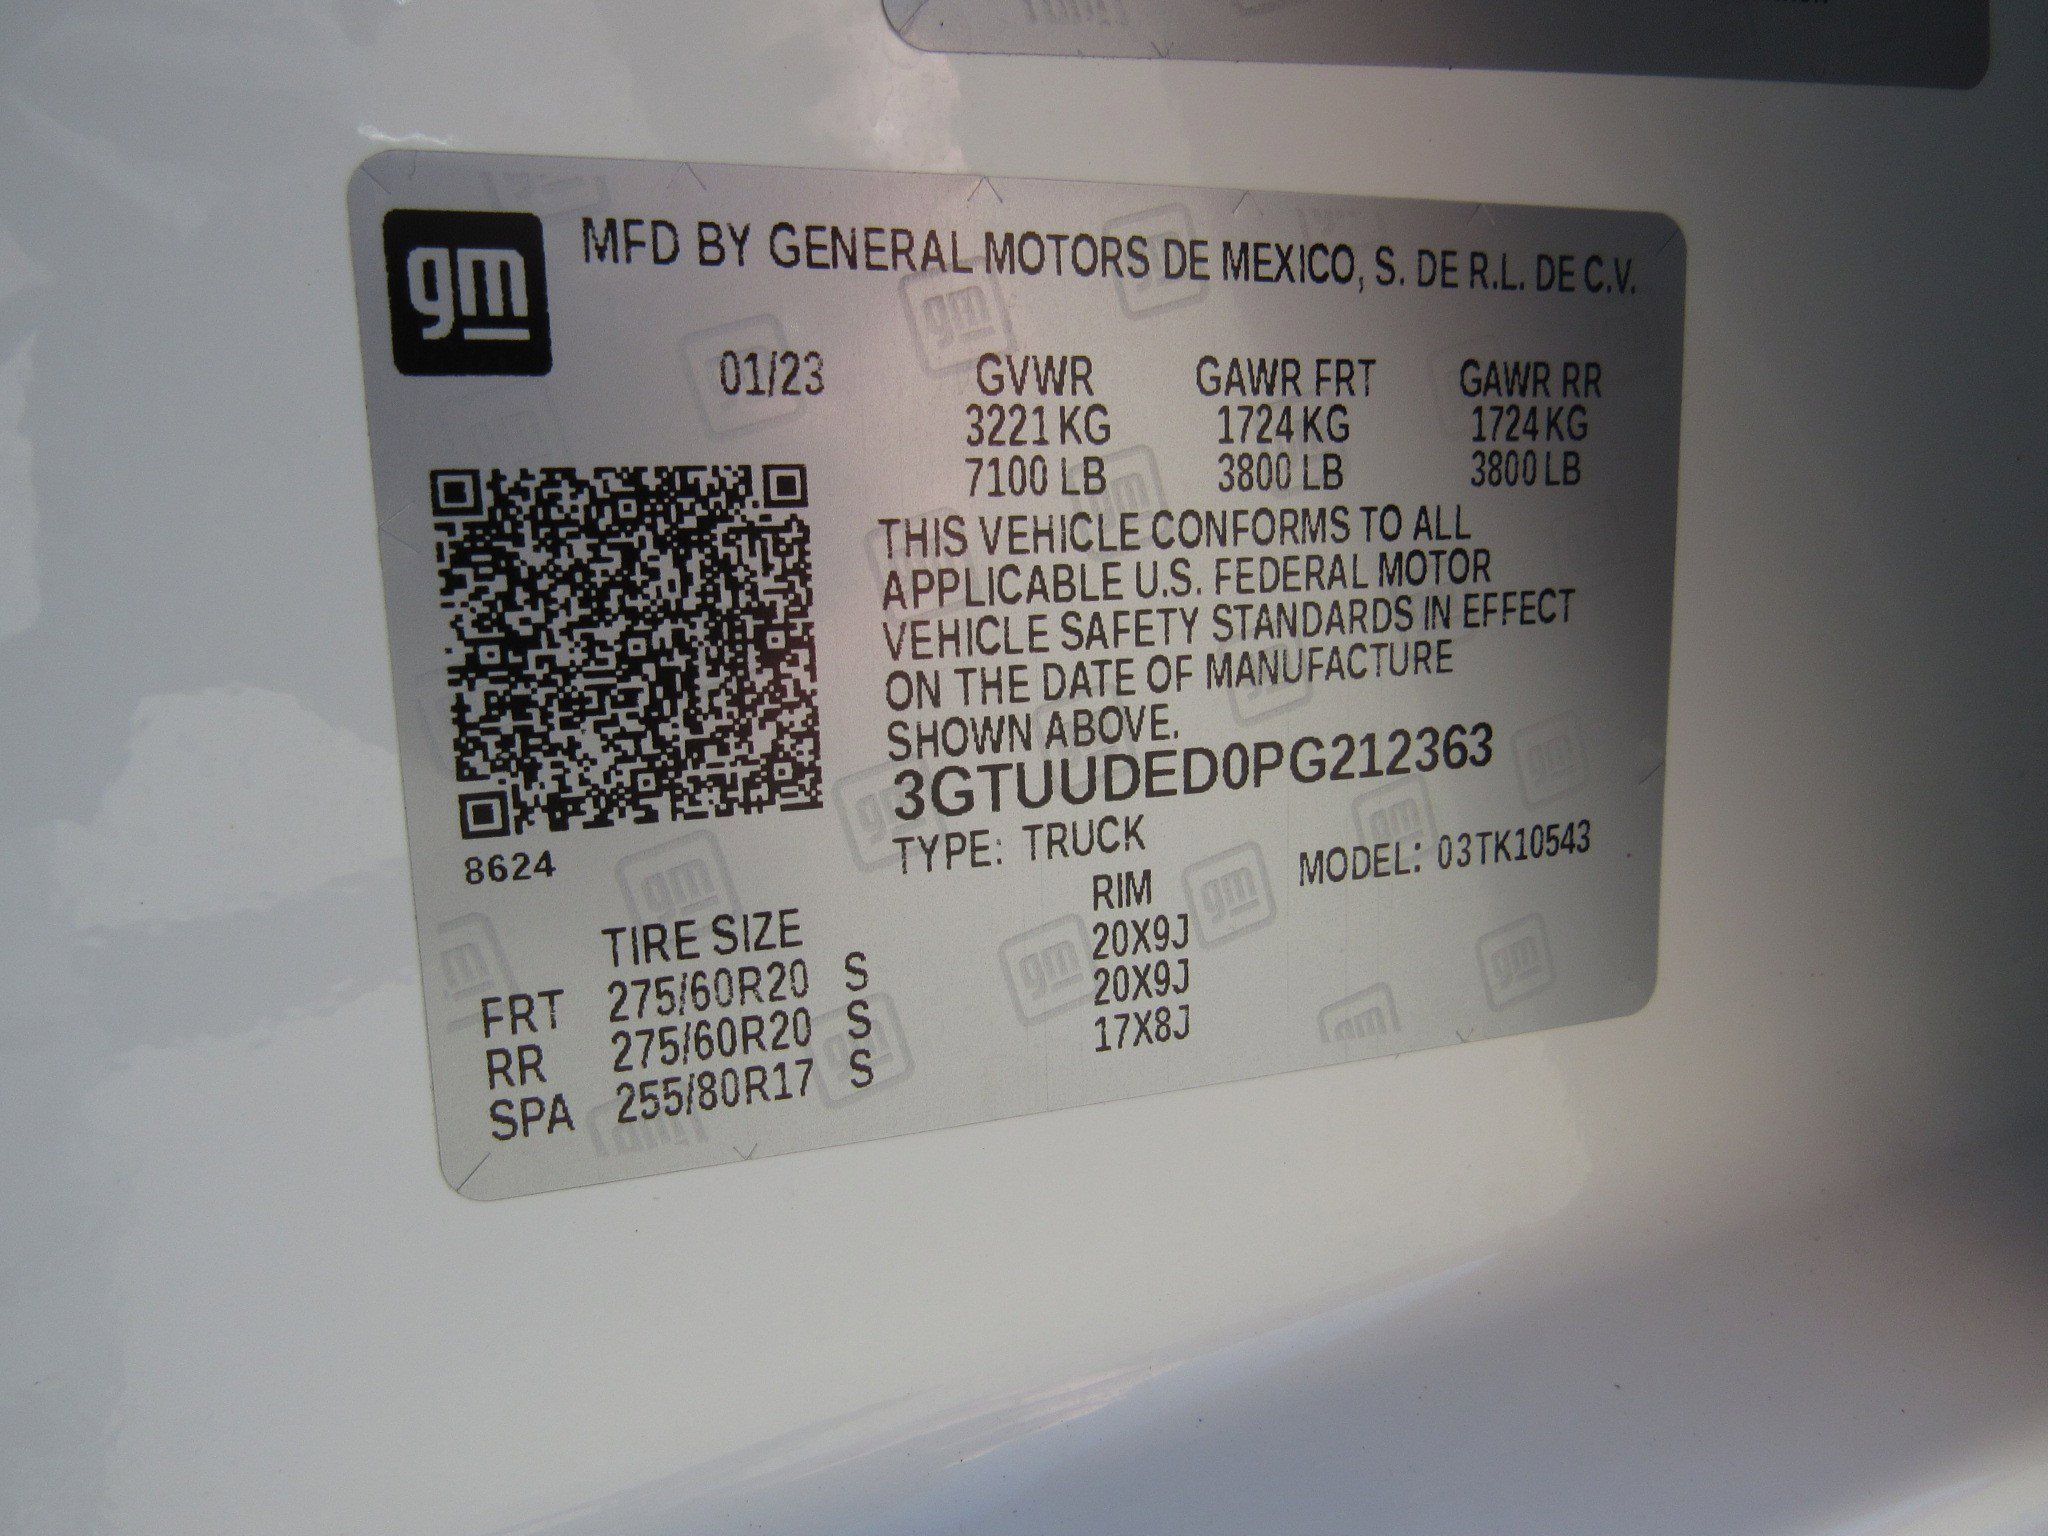 gm
MFD BY GENERAL MOTORS DE MEXICO, S. DE R.L. DE C.V.
01/23 GVWR GAWR FRT GAWR RR
3221 KG 1724 KG 1724 KG
7100 LB 3800 LB 3800 LB
THIS VEHICLE CONFORMS TO ALL
APPLICABLE U.S. FEDERAL MOTOR
VEHICLE SAFETY STANDARDS IN EFFECT
ON THE DATE OF MANUFACTURE
SHOWN ABOVE.
3GTUUDED0PG212363
8624
TYPE: TRUCK MODEL: 03TK10543
TIRE SIZE RIM
FRT 275/60R20 S 20X9J
RR 275/60R20 S 20X9J
SPA 255/80R17 S 17X8J